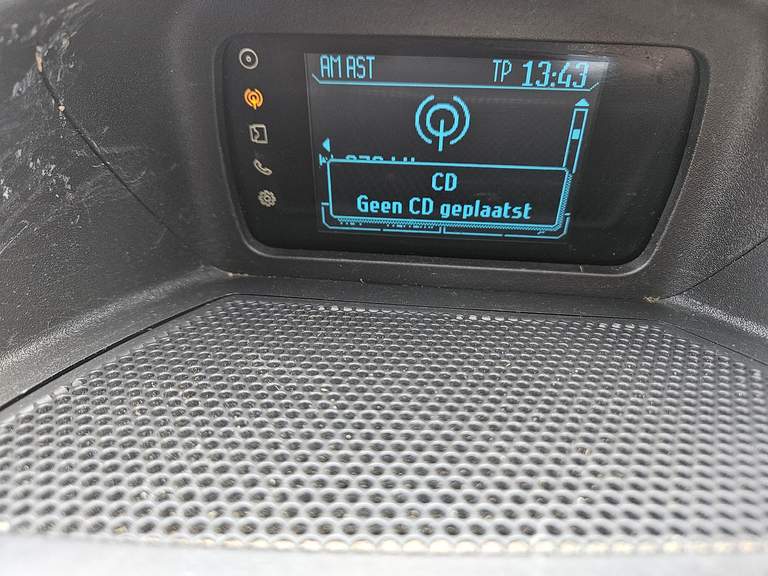 AM AST TP 13:43
CD
Geen CD geplaatst